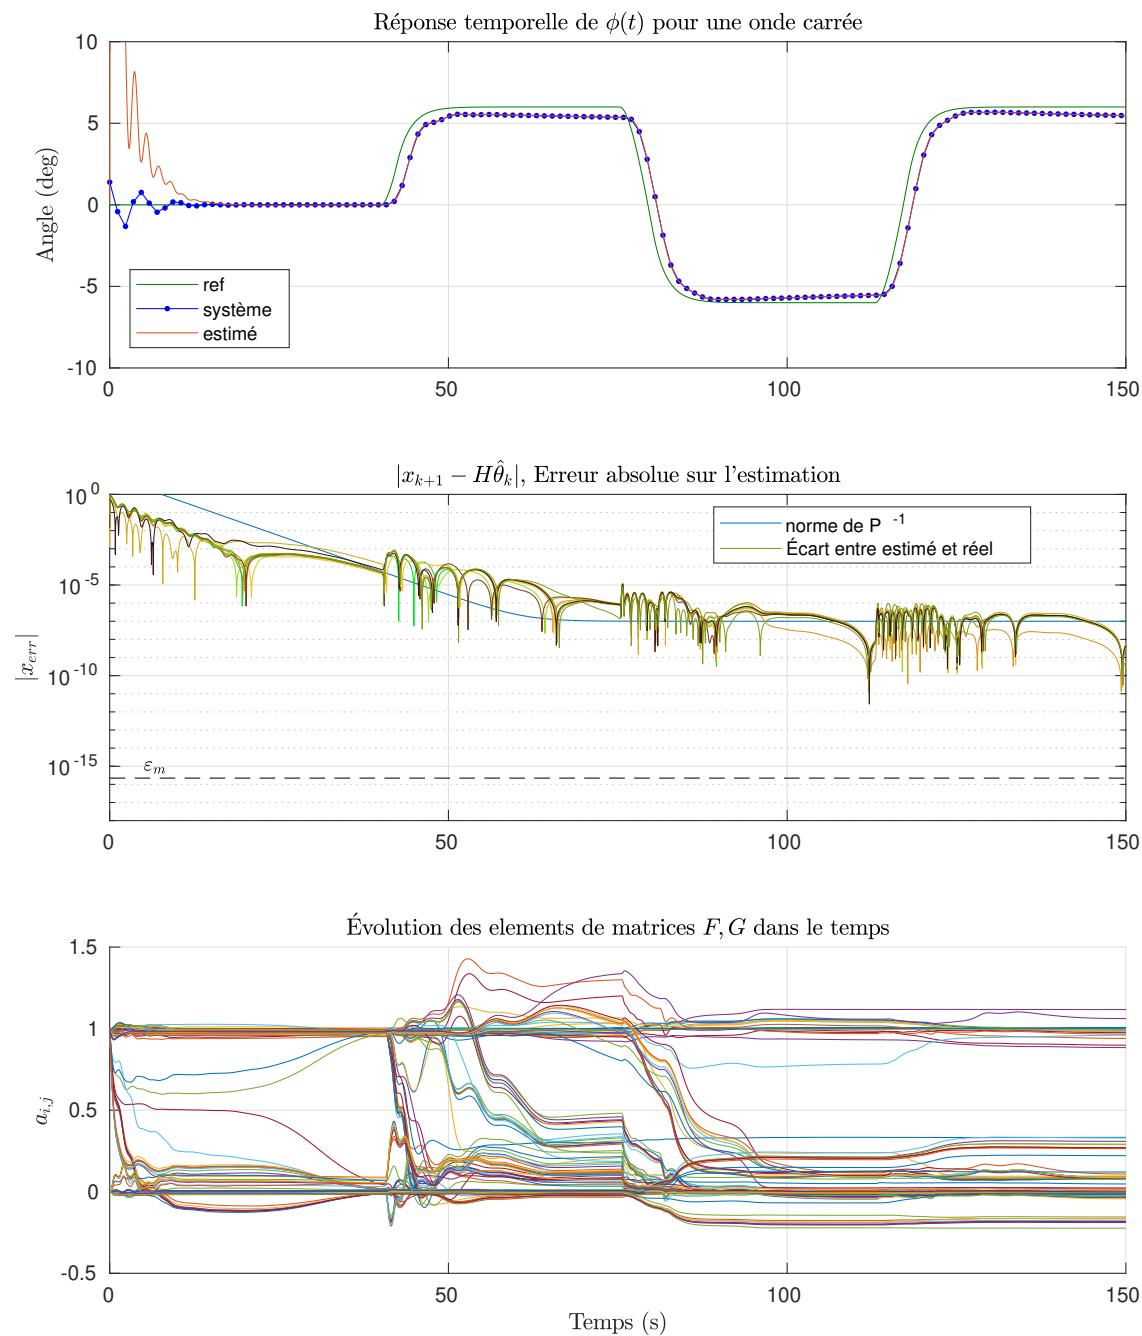 Réponse temporelle de ϕ(t) pour une onde carrée
10
5
0
-5
-10
Angle (deg)
ref
système
estimé
0
50
100
150
|x_{k+1} − Hθ̂_k|, Erreur absolue sur l'estimation
10^0
10^-5
10^-10
10^-15
|x_{err}|
norme de P ^-1
Écart entre estimé et réel
ε_m
0
50
100
150
Évolution des elements de matrices F, G dans le temps
1.5
1
0.5
0
-0.5
a_{i,j}
0
50
100
150
Temps (s)